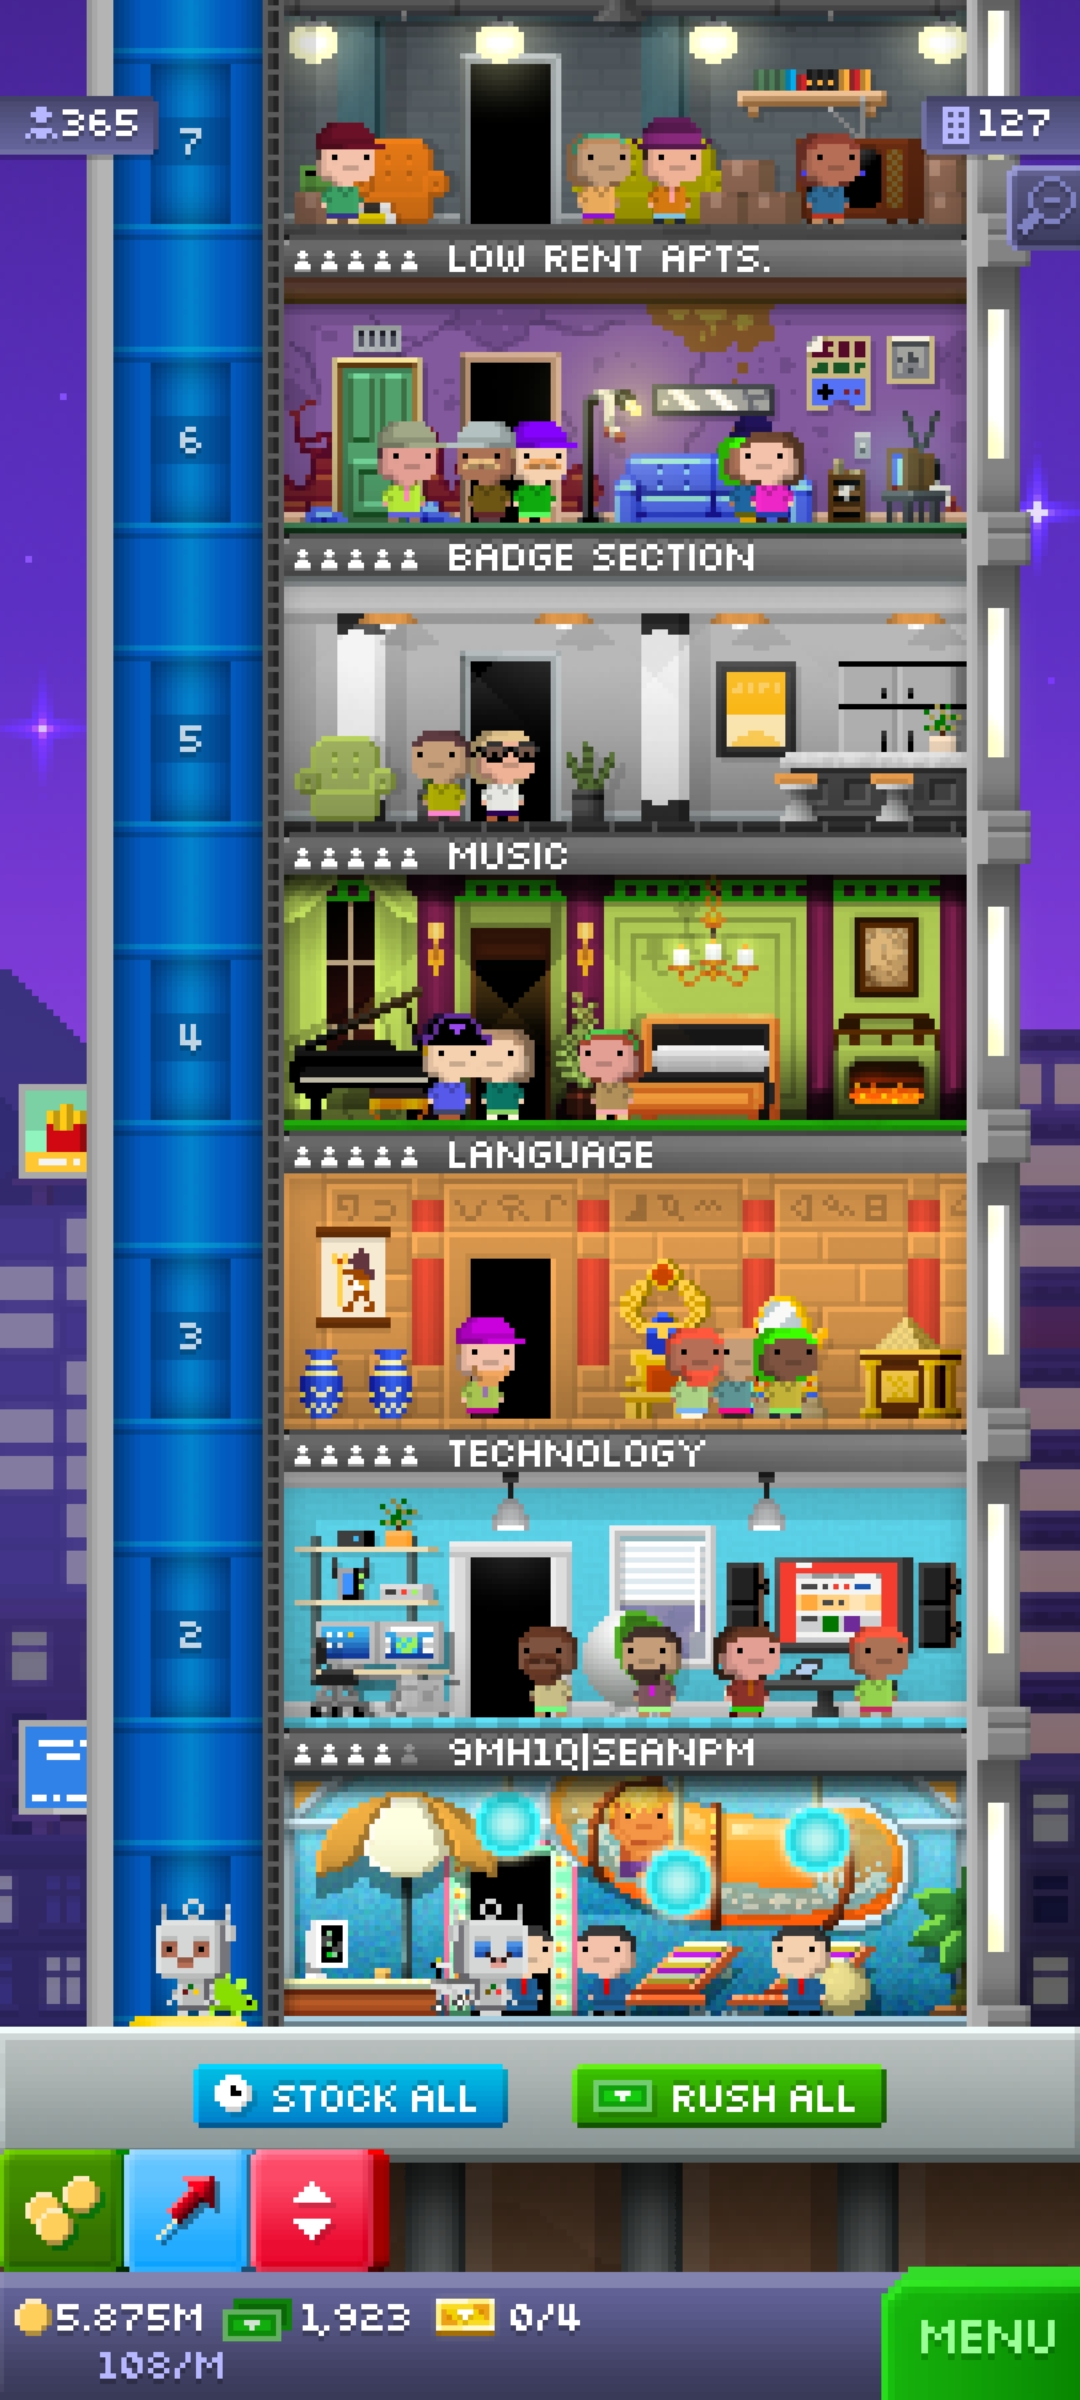 365
127
7
LOW RENT APTS.
6
BADGE SECTION
5
MUSIC
4
LANGUAGE
3
TECHNOLOGY
2
9MH1Q|SEANPM
STOCK ALL
RUSH ALL
5.875M 1,923 0/4
108/M
MENU